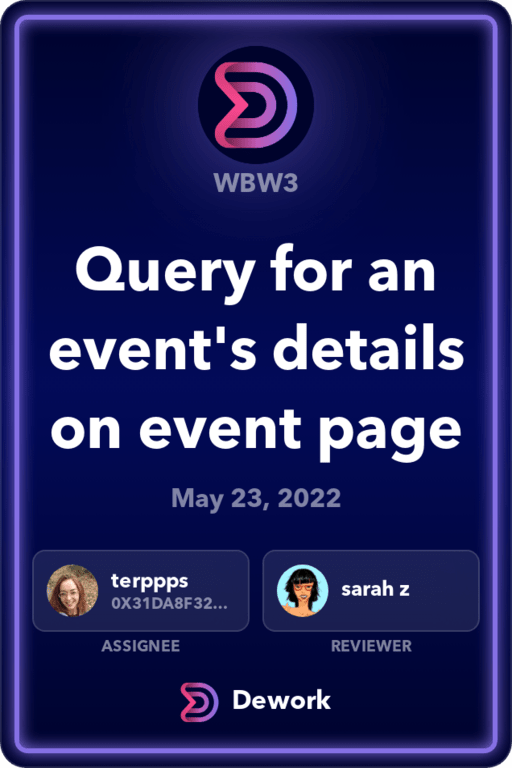 WBW3
Query for an
event's details
on event page
May 23, 2022
terppps
0X31DA8F32...
ASSIGNEE
sarah z
REVIEWER
Dework